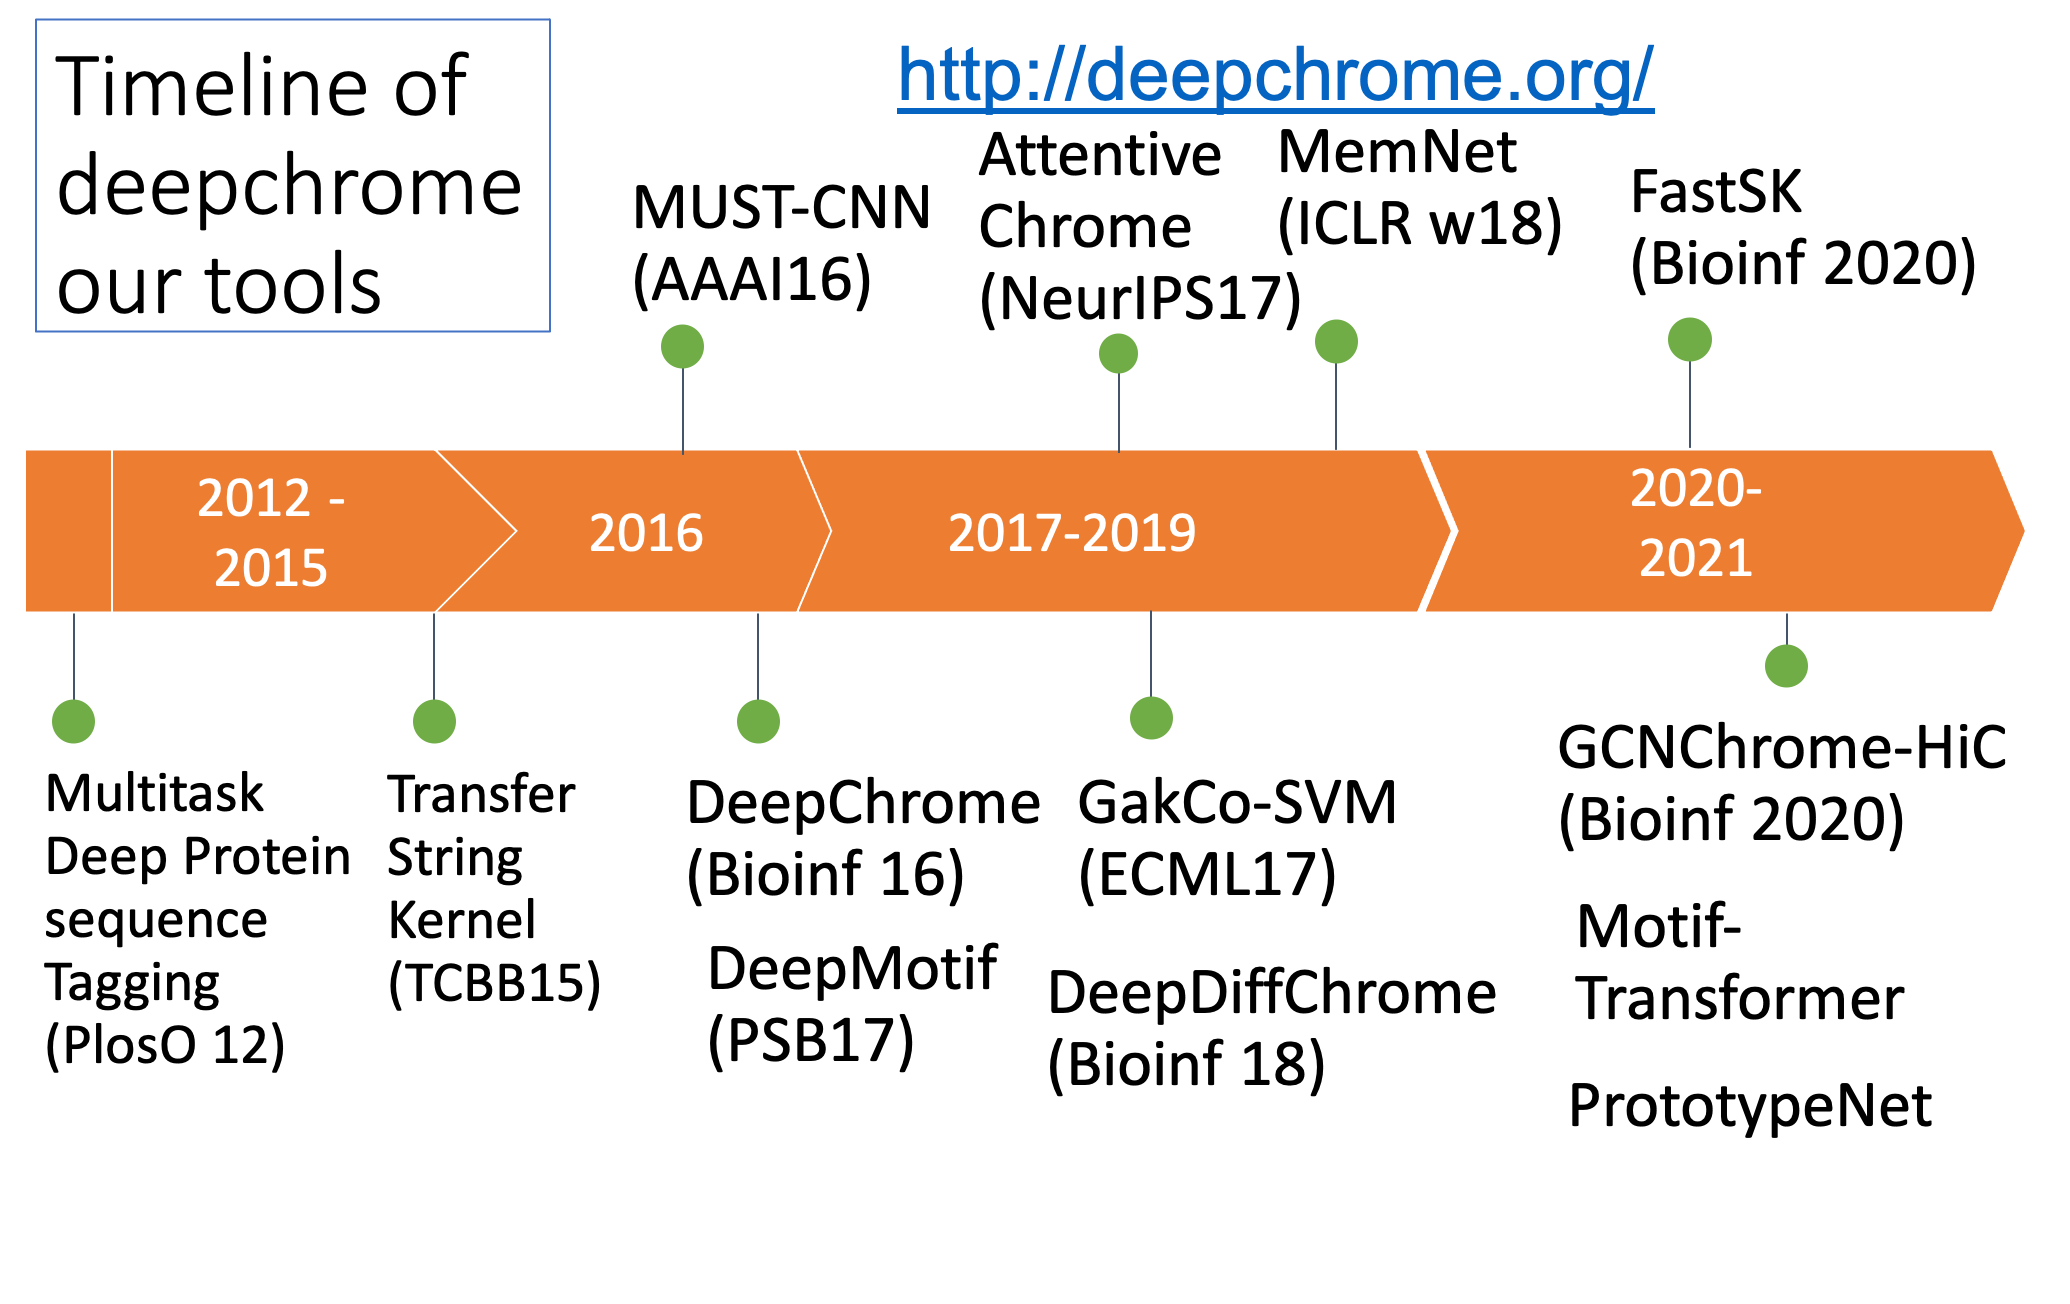 Timeline of
deepchrome
our tools
http://deepchrome.org/
MUST-CNN
(AAAI16)
Attentive
Chrome
(NeurIPS17)
MemNet
(ICLR w18)
FastSK
(Bioinf 2020)
2012 -
2015
2016
2017-2019
2020-
2021
Multitask
Deep Protein
sequence
Tagging
(PlosO 12)
Transfer
String
Kernel
(TCBB15)
DeepChrome
(Bioinf 16)
DeepMotif
(PSB17)
GakCo-SVM
(ECML17)
DeepDiffChrome
(Bioinf 18)
GCNChrome-HiC
(Bioinf 2020)
Motif-
Transformer
PrototypeNet